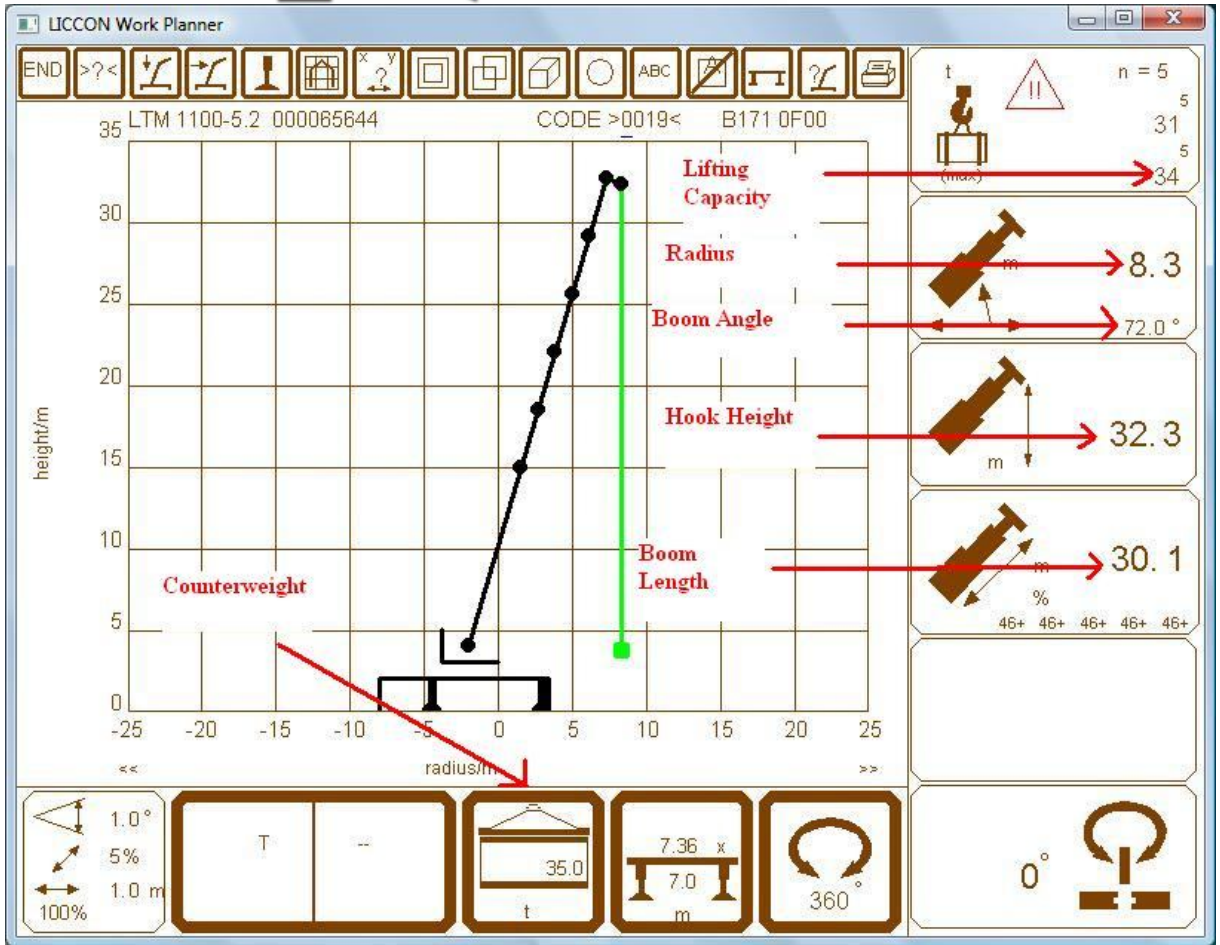 LICCON Work Planner
END >?< x y ? ABC ?
LTM 1100-5.2 000065644 CODE >0019< B171 0F00
t !! n = 5
5
31
5
34
(max)
Lifting
Capacity
Radius
m 8.3
Boom Angle
72.0 °
Hook Height
32.3
m
Boom
Length
30.1
m
%
46+ 46+ 46+ 46+ 46+
Counterweight
height/m
35
30
25
20
15
10
5
0
-25 -20 -15 -10 -5 0 5 10 15 20 25
<< radius/m >>
1.0°
5%
1.0 m
100%
T --
35.0
t
7.36 x
7.0
m
360°
0°